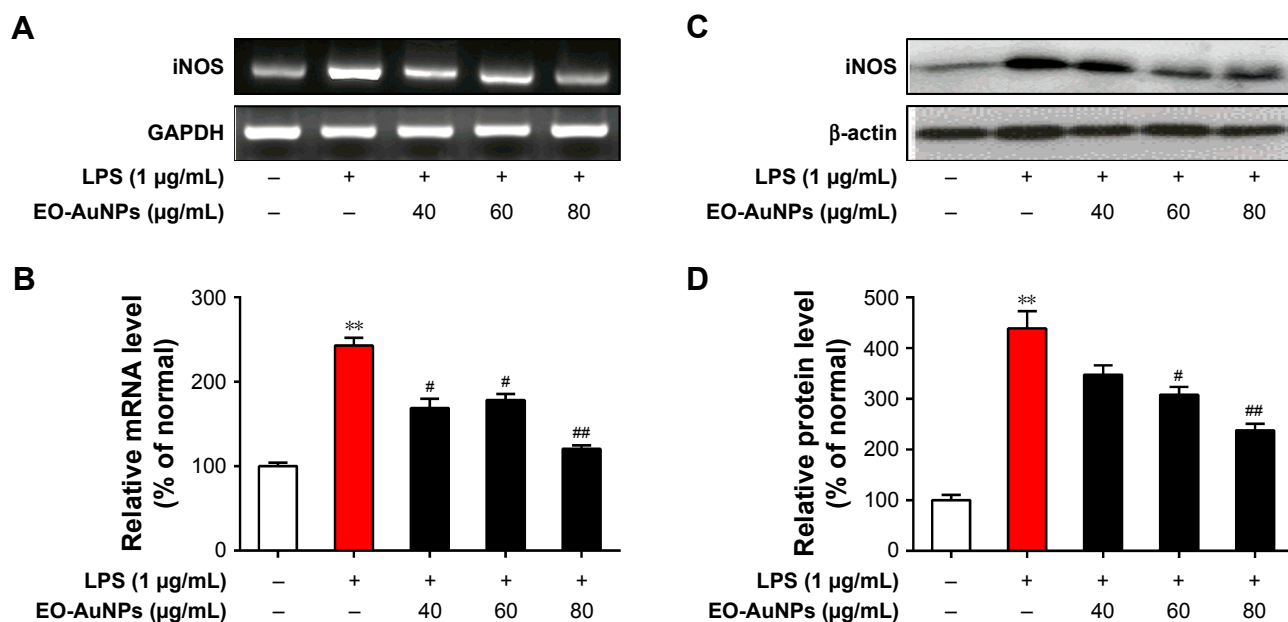 A
iNOS
GAPDH
LPS (1 µg/mL) – + + + +
EO-AuNPs (µg/mL) – – 40 60 80
C
iNOS
β-actin
LPS (1 µg/mL) – + + + +
EO-AuNPs (µg/mL) – – 40 60 80
B
Relative mRNA level
(% of normal)
300
200
100
0
**
#
#
##
LPS (1 µg/mL) – + + + +
EO-AuNPs (µg/mL) – – 40 60 80
D
Relative protein level
(% of normal)
500
400
300
200
100
0
**
#
##
LPS (1 µg/mL) – + + + +
EO-AuNPs (µg/mL) – – 40 60 80